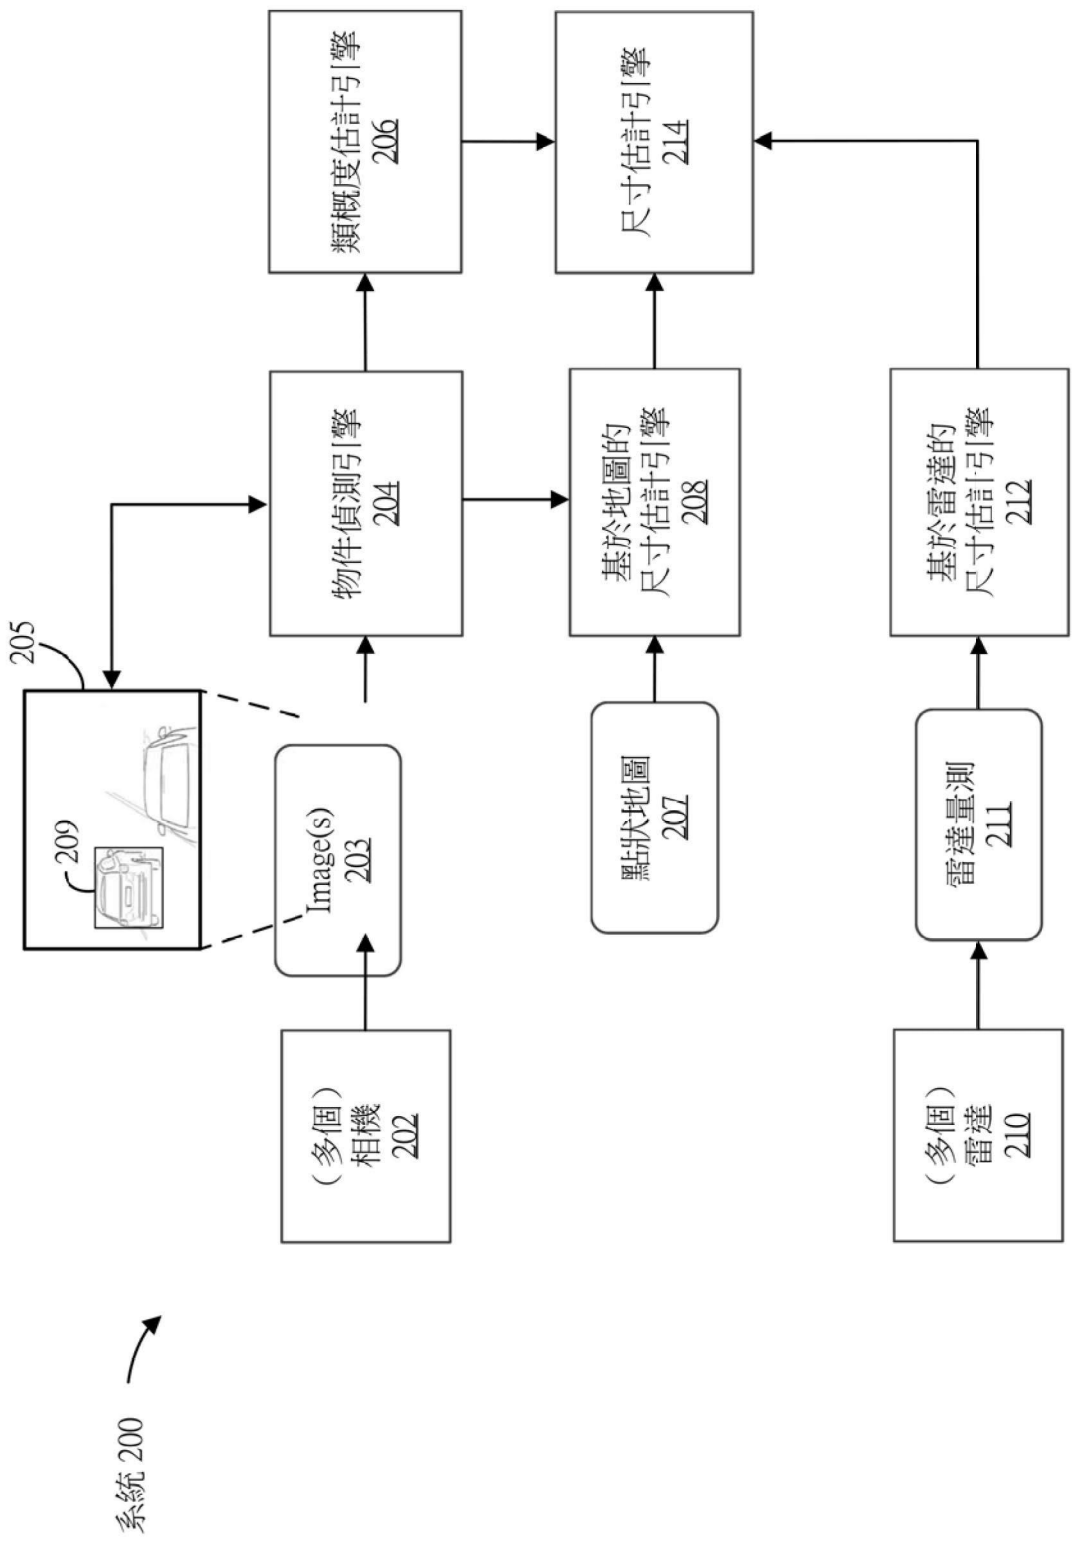 系統 200
205
209
（多個）
相機
202
Image(s)
203
物件偵測引擎
204
類概度估計引擎
206
點狀地圖
207
基於地圖的
尺寸估計引擎
208
尺寸估計引擎
214
（多個）
雷達
210
雷達量測
211
基於雷達的
尺寸估計引擎
212